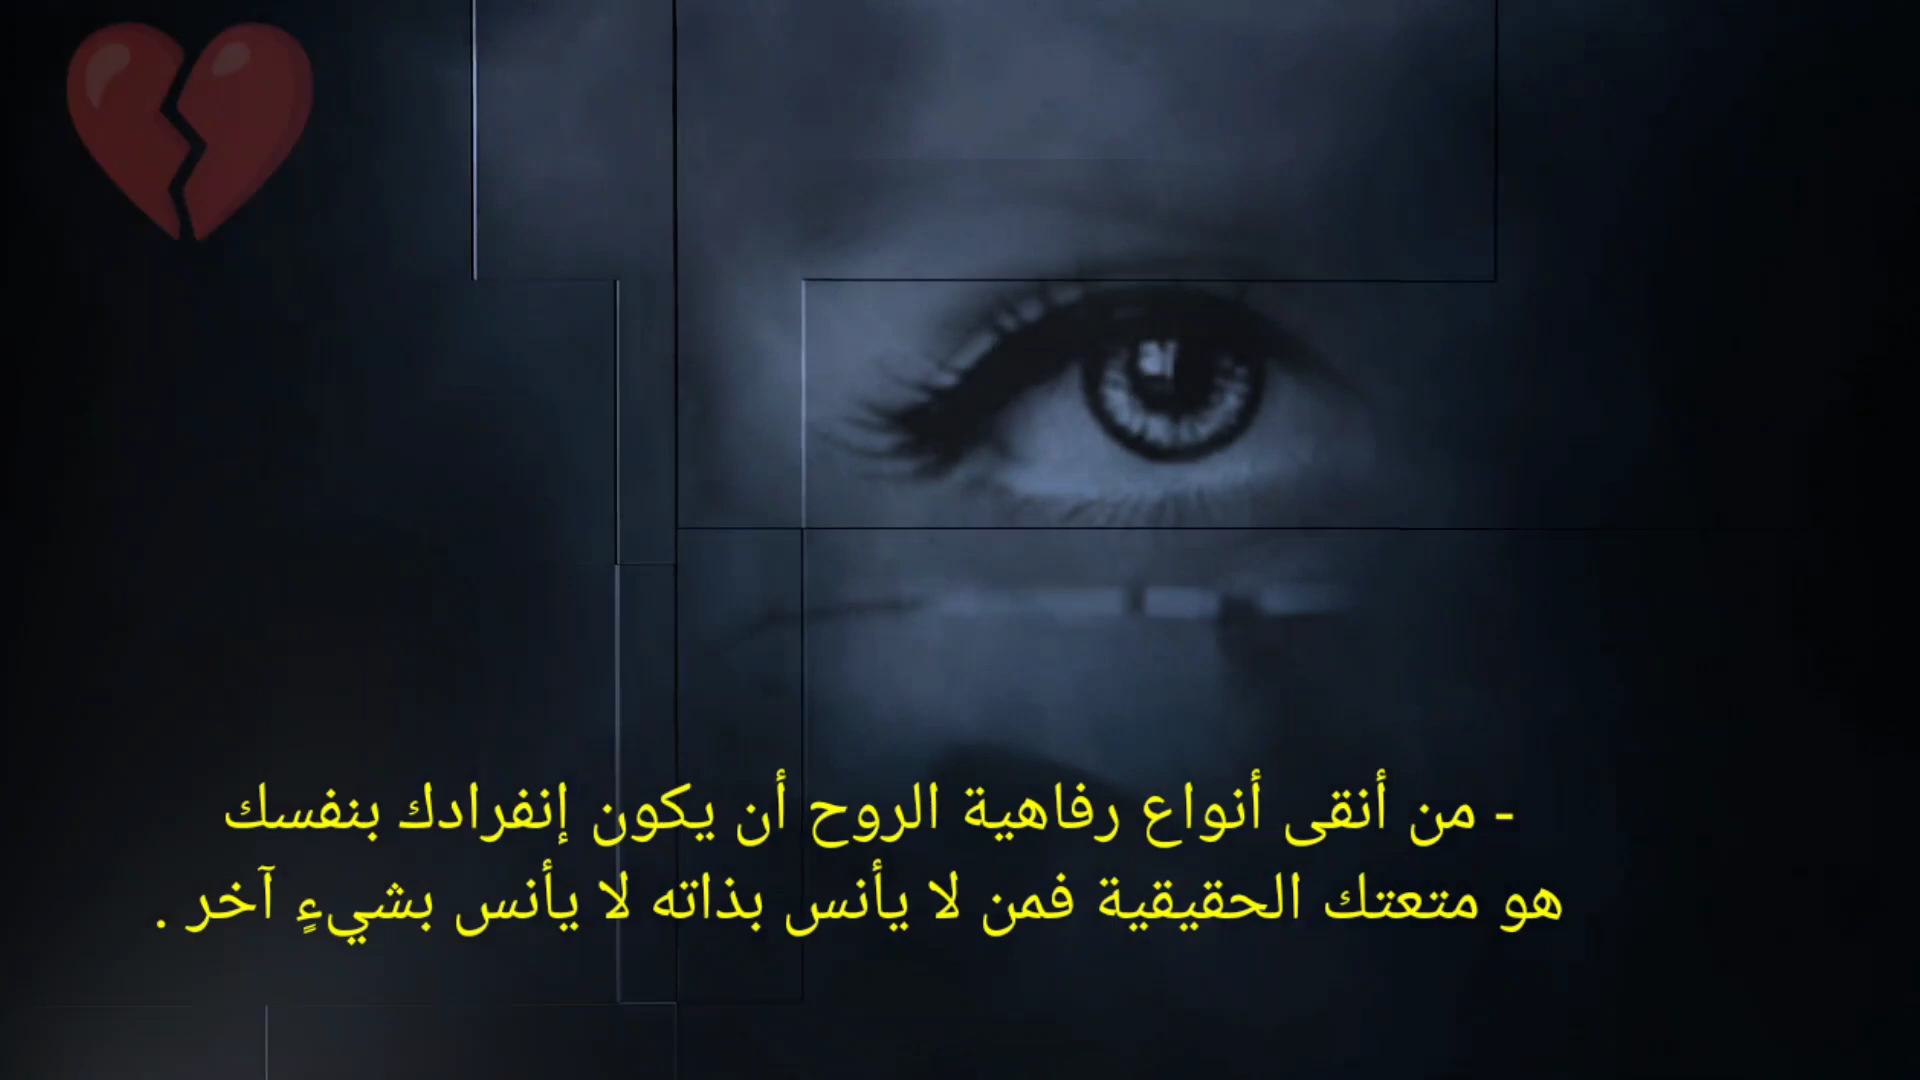 - من أنقى أنواع رفاهية الروح أن يكون إنفرادك بنفسك
هو متعتك الحقيقية فمن لا يأنس بذاته لا يأنس بشيءٍ آخر .